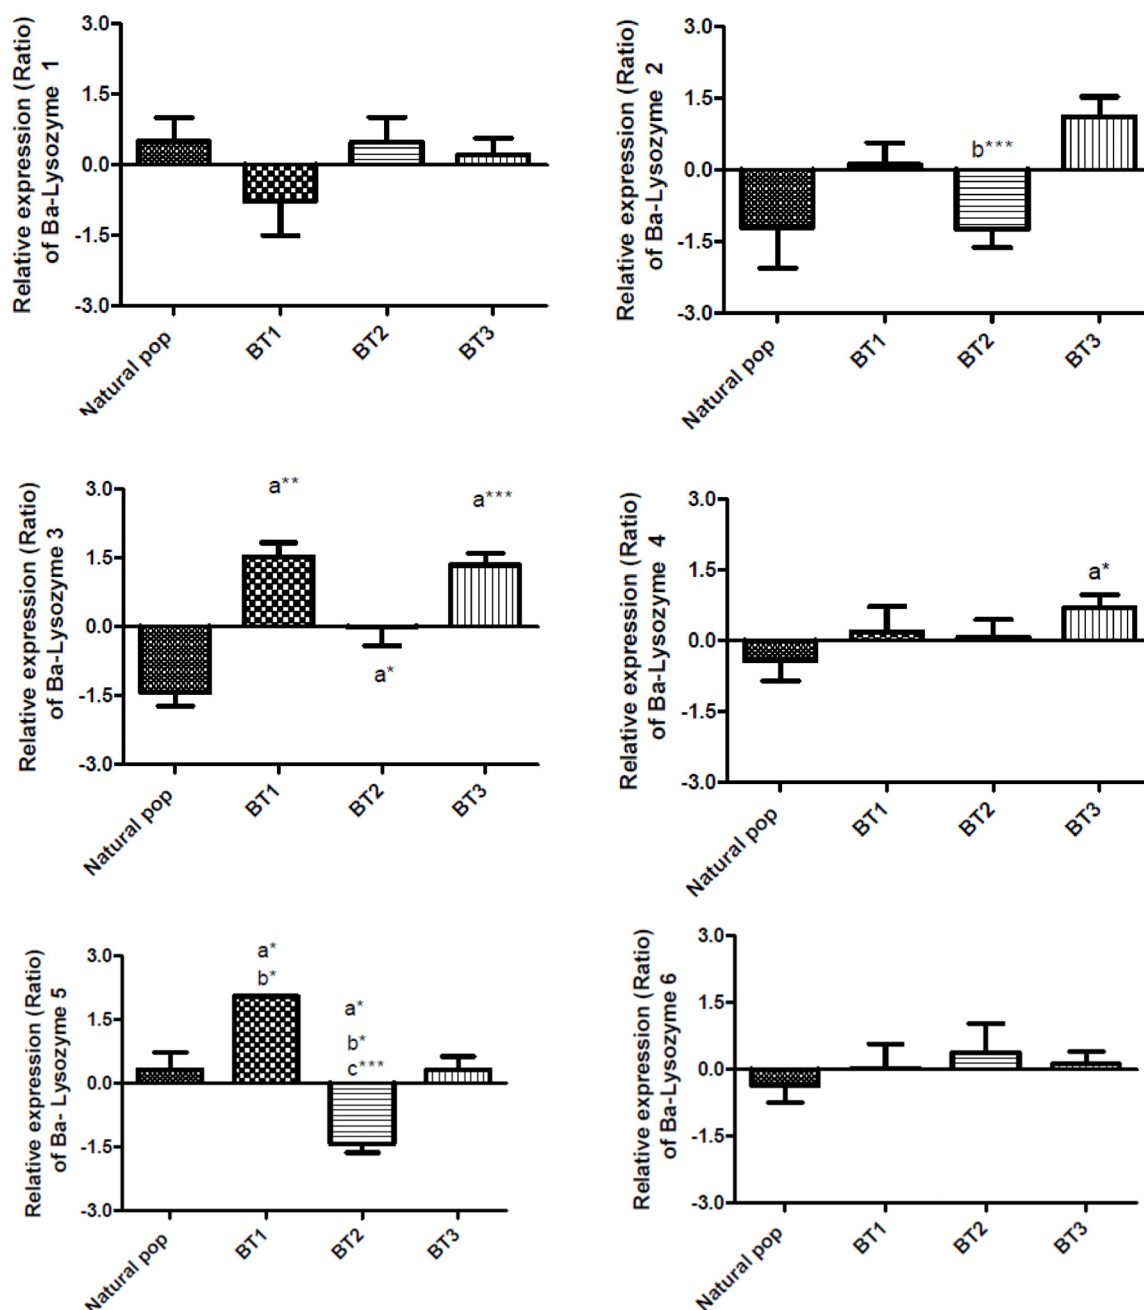 Relative expression (Ratio)
of Ba-Lysozyme 1
3.0
1.5
0.0
-1.5
-3.0
Natural pop
BT1
BT2
BT3
Relative expression (Ratio)
of Ba-Lysozyme 2
3.0
1.5
0.0
-1.5
-3.0
b***
Natural pop
BT1
BT2
BT3
Relative expression (Ratio)
of Ba-Lysozyme 3
3.0
1.5
0.0
-1.5
-3.0
a**
a***
a*
Natural pop
BT1
BT2
BT3
Relative expression (Ratio)
of Ba-Lysozyme 4
3.0
1.5
0.0
-1.5
-3.0
a*
Natural pop
BT1
BT2
BT3
Relative expression (Ratio)
of Ba- Lysozyme 5
3.0
1.5
0.0
-1.5
-3.0
a*
b*
a*
b*
c***
Natural pop
BT1
BT2
BT3
Relative expression (Ratio)
of Ba-Lysozyme 6
3.0
1.5
0.0
-1.5
-3.0
Natural pop
BT1
BT2
BT3